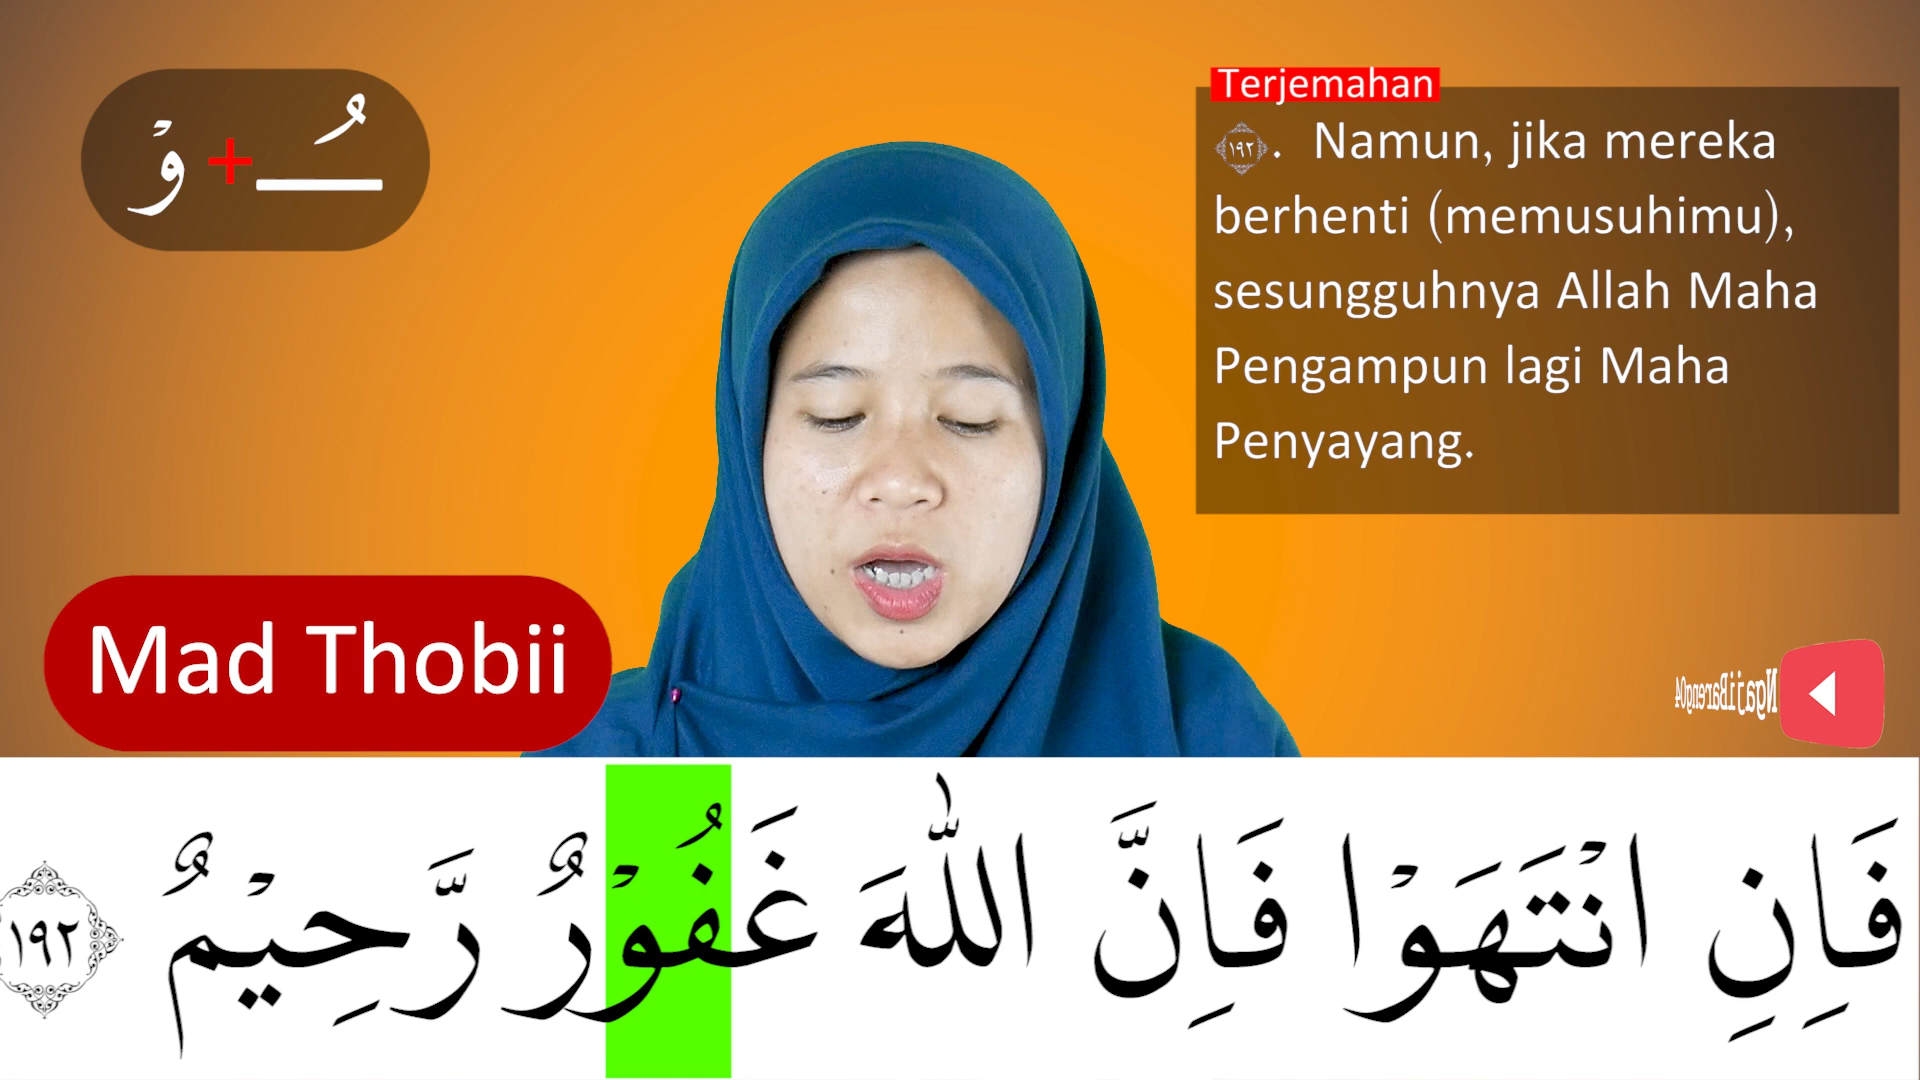 ـُ + وْ
Terjemahan
١٩٢. Namun, jika mereka
berhenti (memusuhimu),
sesungguhnya Allah Maha
Pengampun lagi Maha
Penyayang.
Mad Thobii
NgajiBareng04
فَاِنِ انْتَهَوْا فَاِنَّ اللّٰهَ غَفُوْرٌ رَّحِيْمٌ ١٩٢